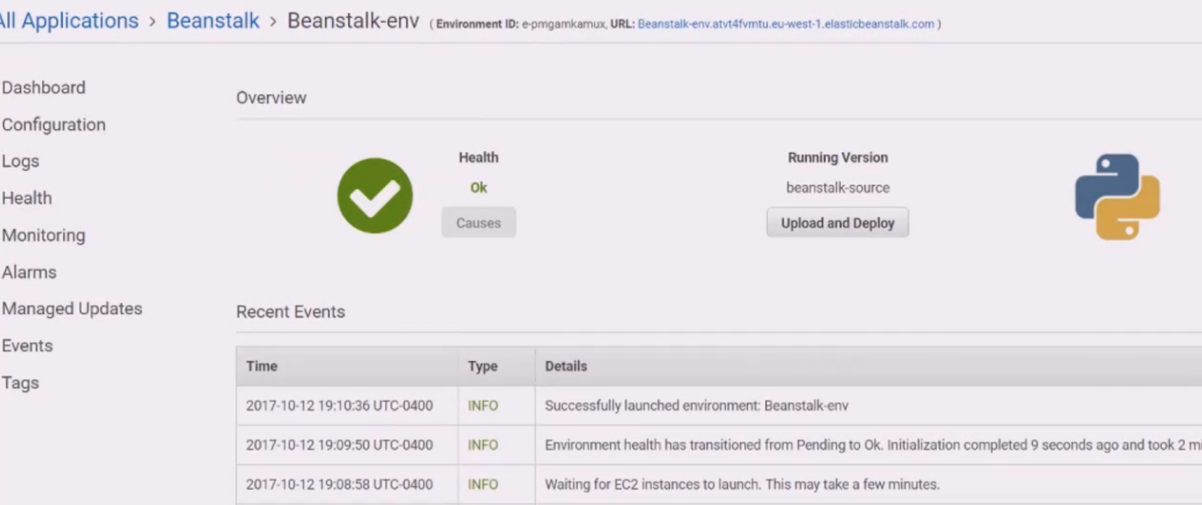 All Applications > Beanstalk > Beanstalk-env ( Environment ID: e-pmgamkamux, URL: Beanstalk-env.atvt4fvmtu.eu-west-1.elasticbeanstalk.com )
Dashboard
Configuration
Logs
Health
Monitoring
Alarms
Managed Updates
Events
Tags
Overview
Health
Ok
Causes
Running Version
beanstalk-source
Upload and Deploy
Recent Events
Time Type Details
2017-10-12 19:10:36 UTC-0400 INFO Successfully launched environment: Beanstalk-env
2017-10-12 19:09:50 UTC-0400 INFO Environment health has transitioned from Pending to Ok. Initialization completed 9 seconds ago and took 2
2017-10-12 19:08:58 UTC-0400 INFO Waiting for EC2 instances to launch. This may take a few minutes.